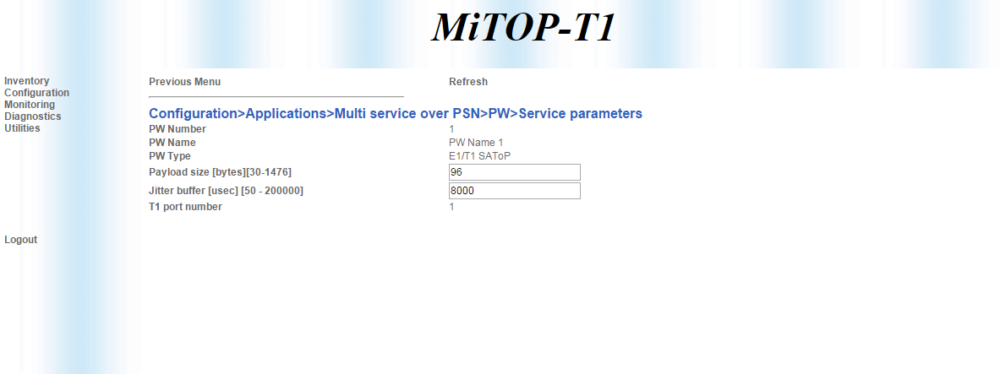 MiTOP-T1
Inventory
Configuration
Monitoring
Diagnostics
Utilities
Logout
Previous Menu Refresh
Configuration>Applications>Multi service over PSN>PW>Service parameters
PW Number 1
PW Name PW Name 1
PW Type E1/T1 SAToP
Payload size [bytes][30-1476] 96
Jitter buffer [usec] [50 - 200000] 8000
T1 port number 1